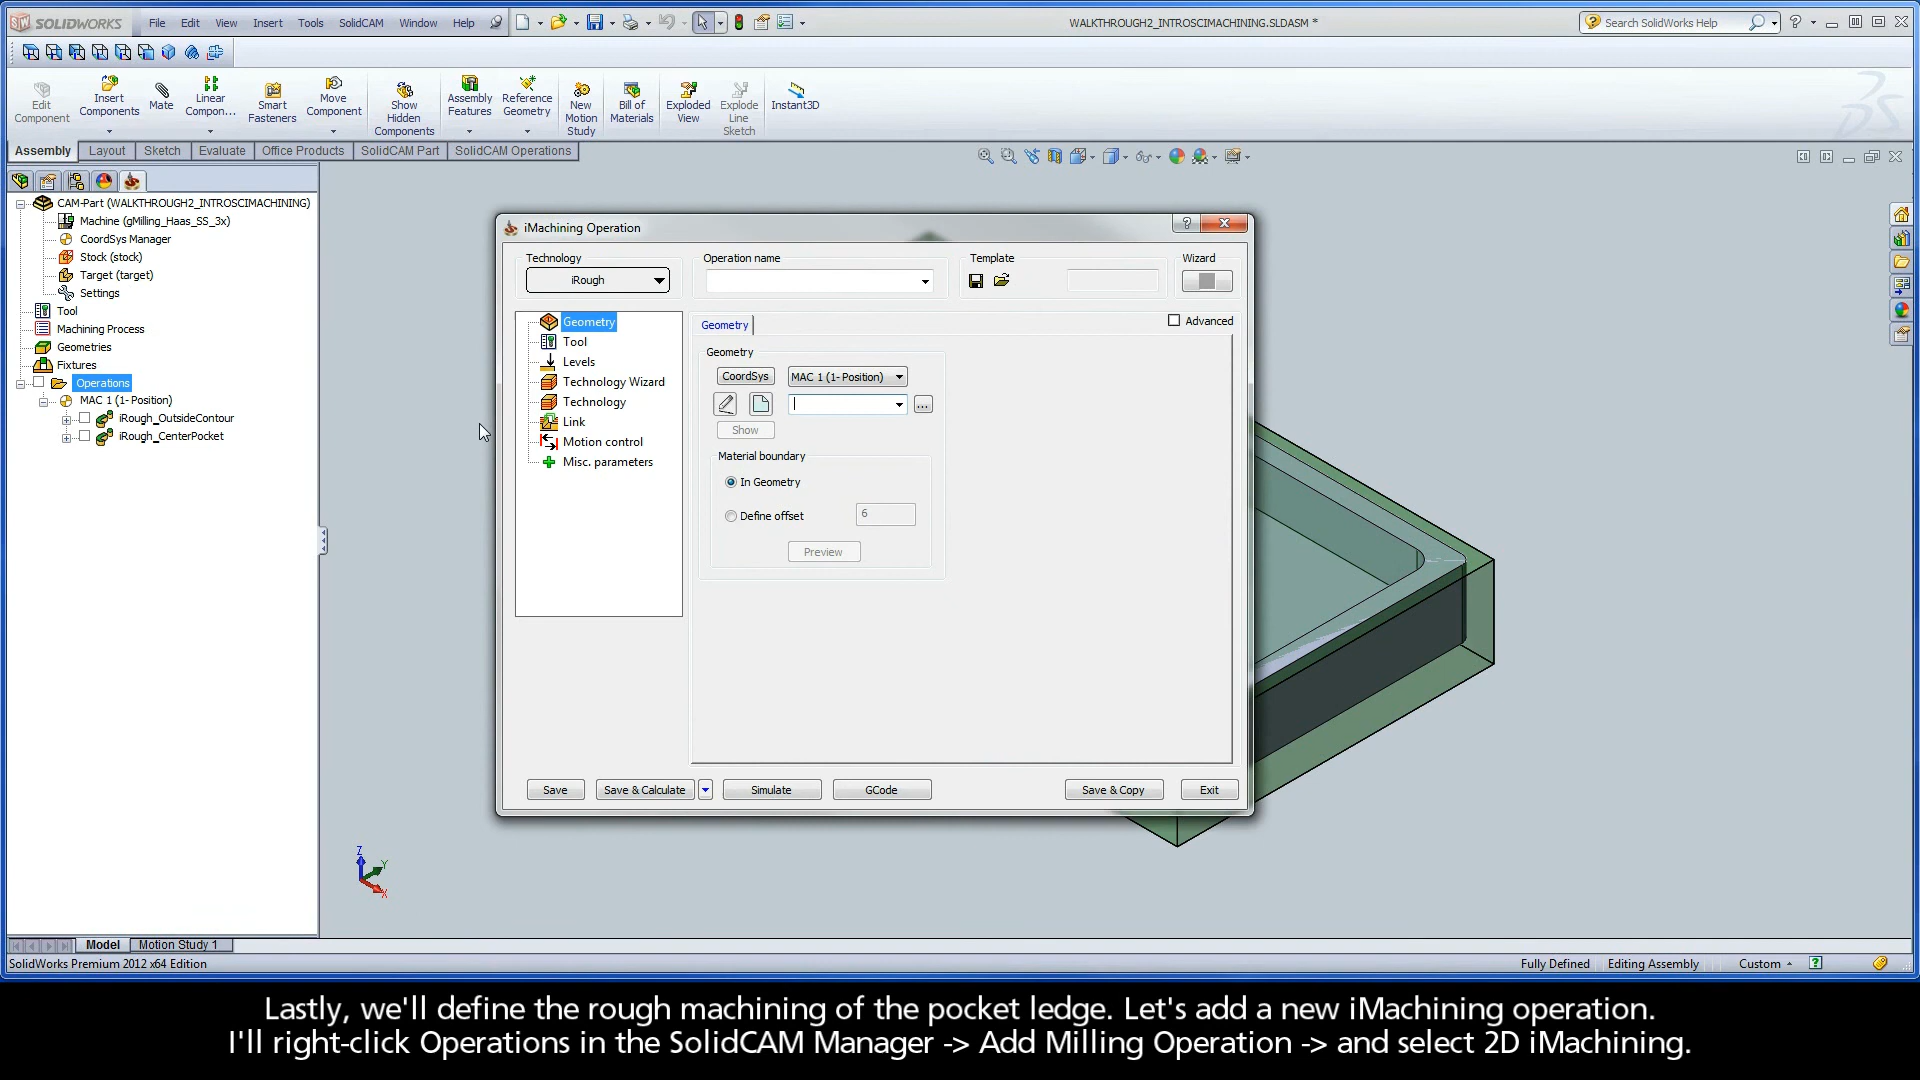 SOLIDWORKS File Edit View Insert Tools SolidCAM Window Help WALKTHROUGH2_INTROSCIMACHINING.SLDASM * Search SolidWorks Help
Edit Component
Insert Components
Mate
Linear Compon...
Smart Fasteners
Move Component
Show Hidden Components
Assembly Features
Reference Geometry
New Motion Study
Bill of Materials
Exploded View
Explode Line Sketch
Instant3D
Assembly Layout Sketch Evaluate Office Products SolidCAM Part SolidCAM Operations
CAM-Part (WALKTHROUGH2_INTROSCIMACHINING)
Machine (gMilling_Haas_SS_3x)
CoordSys Manager
Stock (stock)
Target (target)
Settings
Tool
Machining Process
Geometries
Fixtures
Operations
MAC 1 (1- Position)
iRough_OutsideContour
iRough_CenterPocket
iMachining Operation
Technology
iRough
Operation name
Template
Wizard
Geometry
Tool
Levels
Technology Wizard
Technology
Link
Motion control
Misc. parameters
Geometry
Advanced
Geometry
CoordSys MAC 1 (1- Position)
...
Show
Material boundary
In Geometry
Define offset 6
Preview
Save Save & Calculate Simulate GCode Save & Copy Exit
Z
Y
X
Model Motion Study 1
SolidWorks Premium 2012 x64 Edition Fully Defined Editing Assembly Custom
Lastly, we'll define the rough machining of the pocket ledge. Let's add a new iMachining operation.
I'll right-click Operations in the SolidCAM Manager -> Add Milling Operation -> and select 2D iMachining.